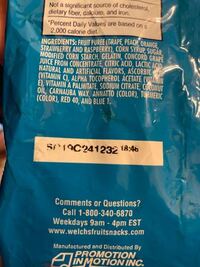 Not a significant source of cholesterol,
dietary fiber, calcium, and iron.
*Percent Daily Values are based on a
2,000 calorie diet.
INGREDIENTS: FRUIT PUREE (GRAPE, PEACH, ORANGE,
STRAWBERRY AND RASPBERRY), CORN SYRUP, SUGAR,
MODIFIED CORN STARCH, GELATIN, CONCORD GRAPE
JUICE FROM CONCENTRATE, CITRIC ACID, LACTIC ACID,
NATURAL AND ARTIFICIAL FLAVORS, ASCORBIC ACID
(VITAMIN C), ALPHA TOCOPHEROL ACETATE (VITAMIN
E), VITAMIN A PALMITATE, SODIUM CITRATE, COCONUT
OIL, CARNAUBA WAX, ANNATTO (COLOR), TURMERIC
(COLOR), RED 40, AND BLUE 1.
19C241232 18:46
Comments or Questions?
Call 1-800-340-6870
Weekdays 9am - 4pm EST
www.welchsfruitsnacks.com
Manufactured and Distributed By
PROMOTION
IN MOTION INC.